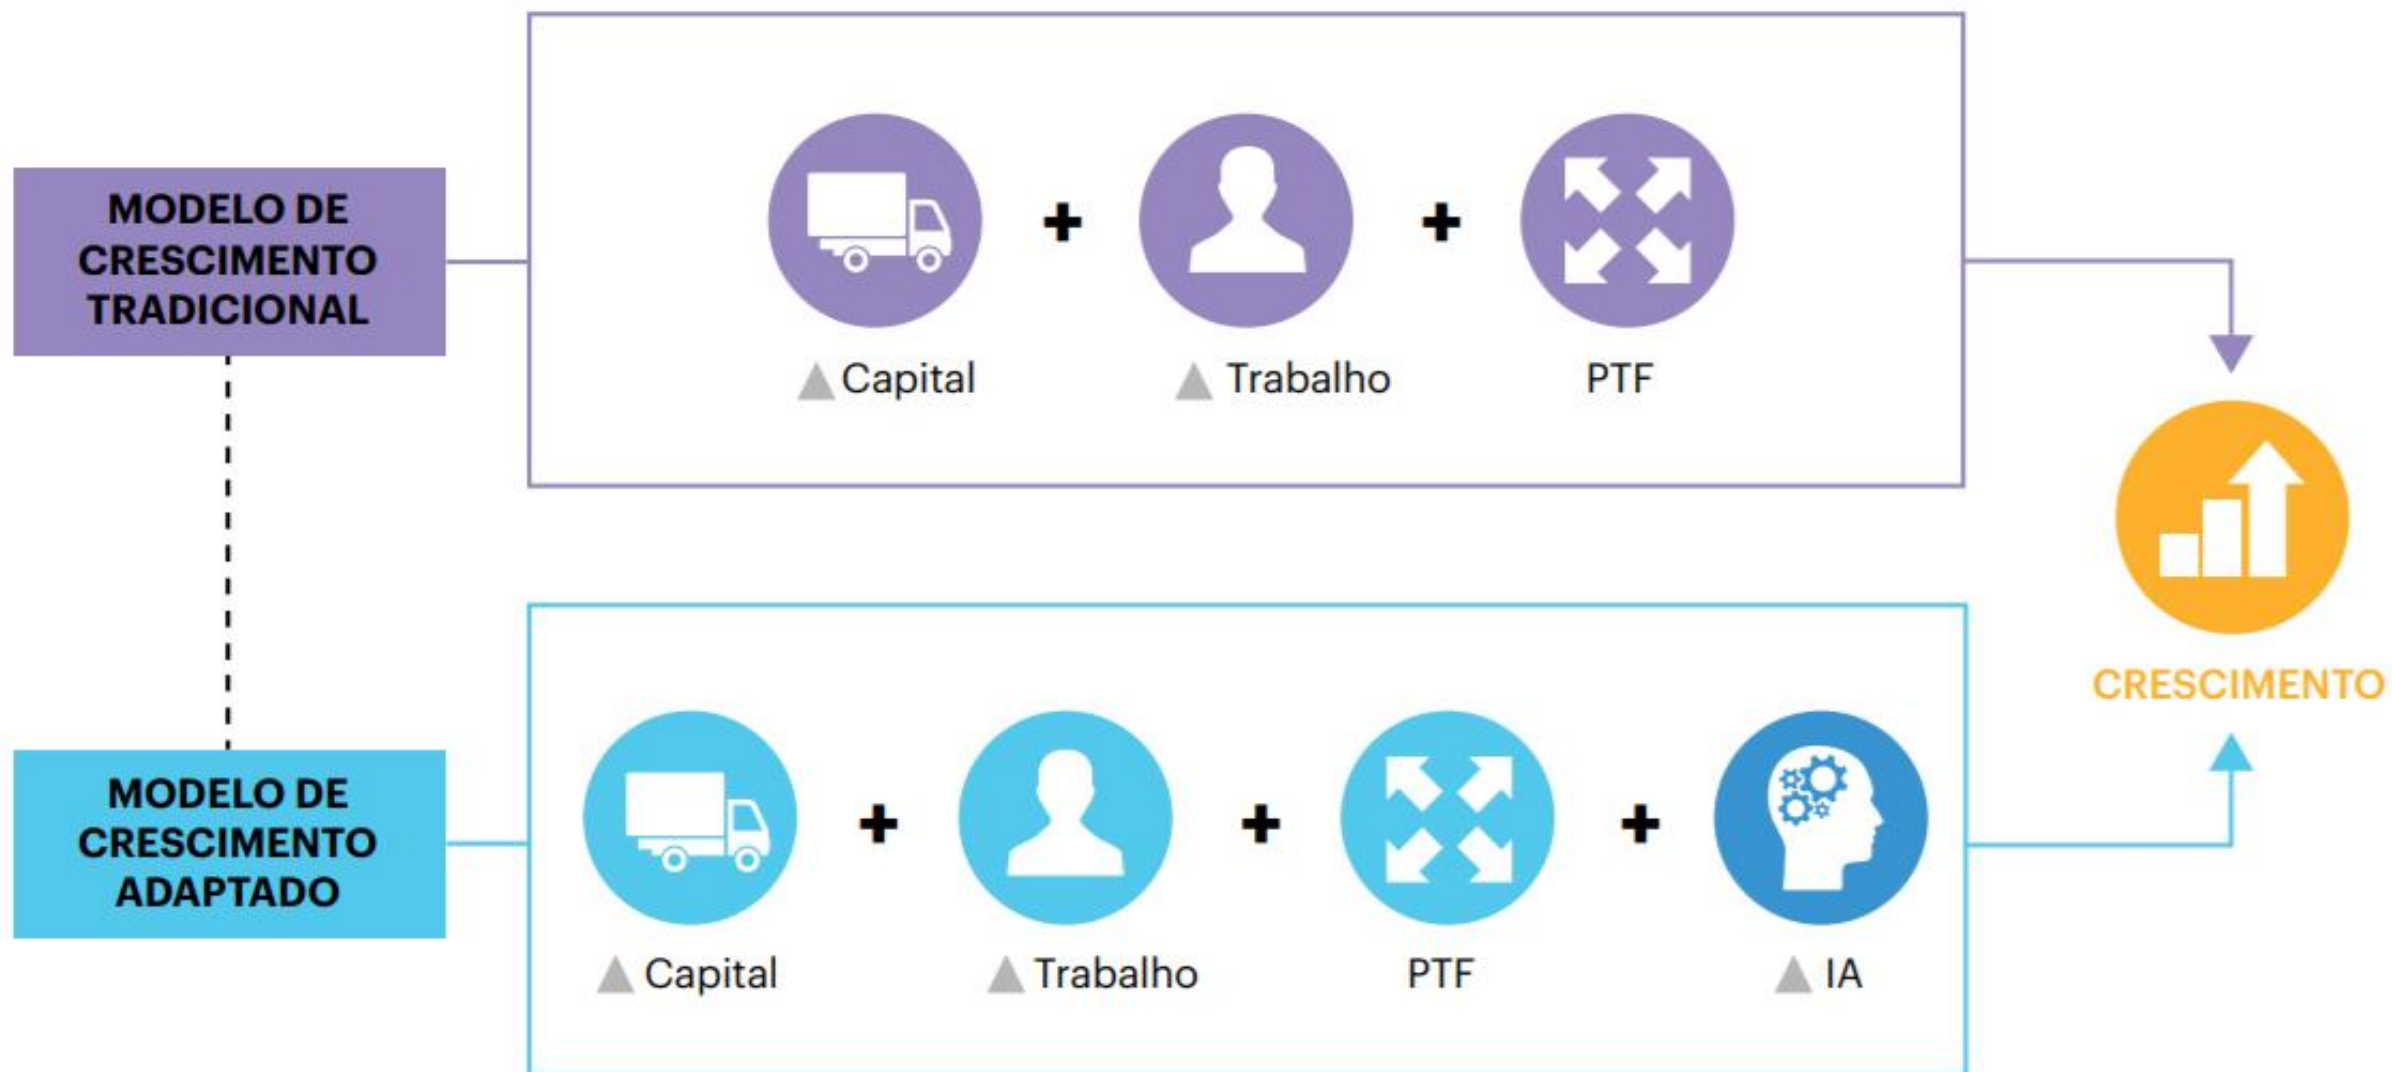 MODELO DE
CRESCIMENTO
TRADICIONAL
+ +
▲ Capital ▲ Trabalho PTF
CRESCIMENTO
MODELO DE
CRESCIMENTO
ADAPTADO
+ + +
▲ Capital ▲ Trabalho PTF ▲ IA